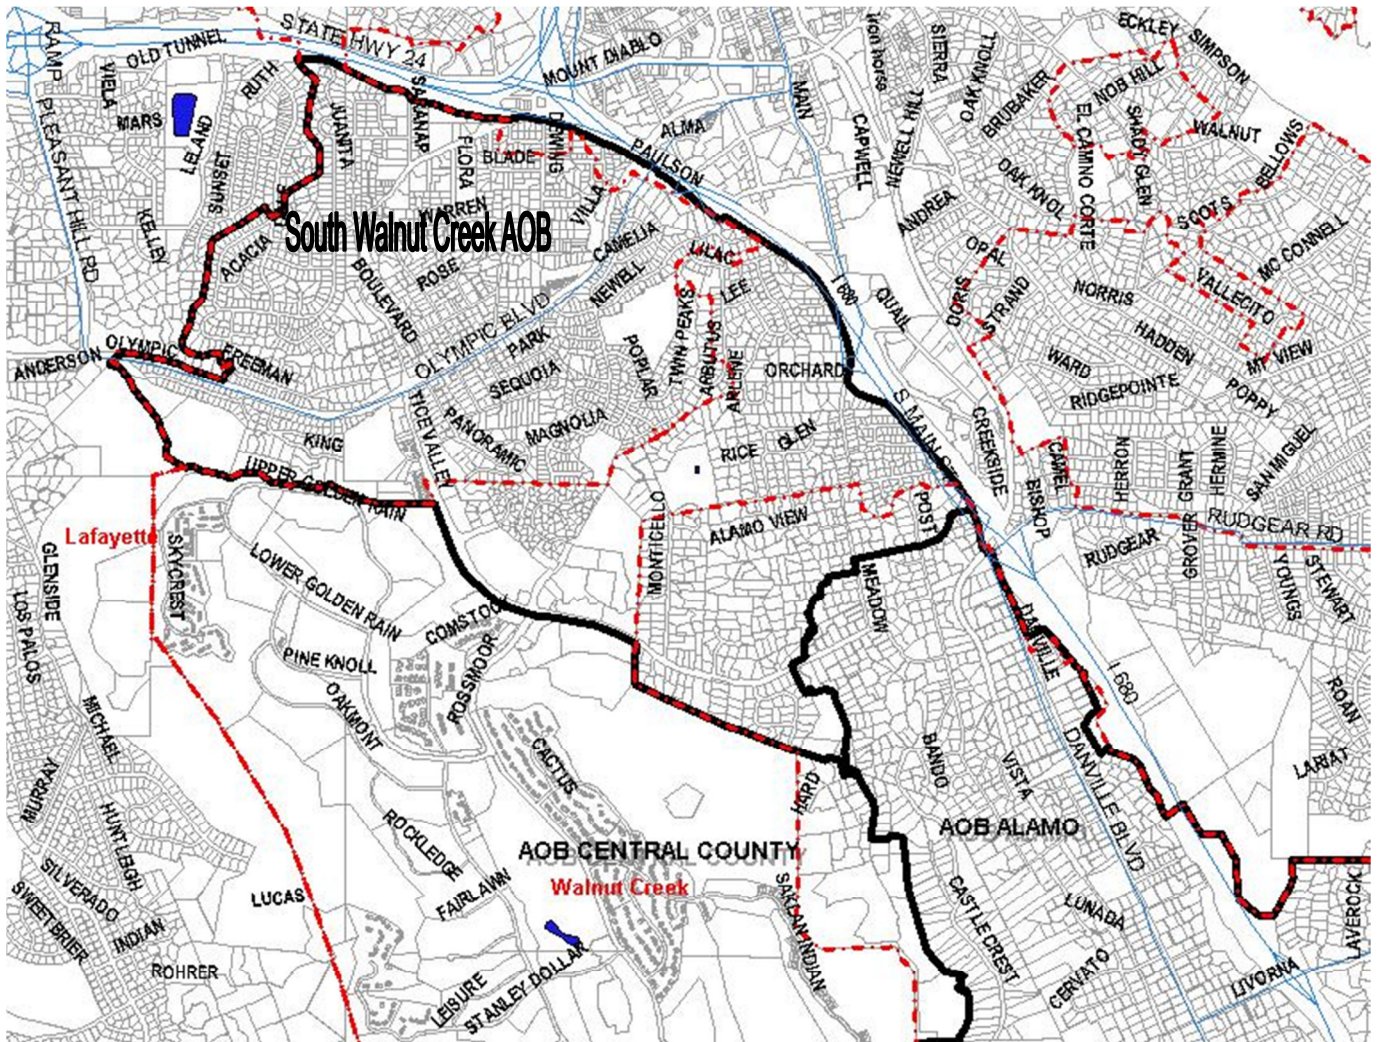 ECKLEY
SIMPSON
RAMP
OLD TUNNEL
STATE HWY 24
MOUNT DIABLO
MAIN
Iron horse
SIERRA
OAK KNOLL
BRUBAKER
NOB HILL
VIELA
MARS
LELAND
RUTH
JUANITA
SARANAP
FLORA
BLADE
DEWING
ALMA
PAULSON
CAPWELL
NEWELL HILL
EL CAMINO CORTE
SHADY GLEN
WALNUT
BELLOWS
PLEASANT HILL RD
SUNSET
KELLEY
ACACIA
WARREN
VILLA
South Walnut Creek AOB
CAMELIA
LILAC
ANDREA
OAK KNOL
SCOTS
MC CONNELL
BOULEVARD
ROSE
NEWELL
LEE
I 680
QUAIL
OPAL
DORIS
STRAND
NORRIS
VALLECITO
ANDERSON
OLYMPIC
FREEMAN
OLYMPIC BLVD
PARK
SEQUOIA
POPLAR
TWIN PEAKS
ARBUTUS
ARLENE
ORCHARD
HADDEN
WARD
MT VIEW
RIDGEPOINTE
POPPY
KING
TICE VALLEY
PANORAMIC
MAGNOLIA
RICE
GLEN
S MAIN ST
CREEKSIDE
CAMEL
HERRON
GRANT
HERMINE
SAN MIGUEL
UPPER GOLDEN RAIN
MONTICELLO
ALAMO VIEW
POST
BISHOP
RUDGEAR
GROVER
RUDGEAR RD
Lafayette
SKYCREST
GLENSIDE
LOS PALOS
LOWER GOLDEN RAIN
COMSTOCK
MEADOW
YOUNGS
STEWART
PINE KNOLL
ROSSMOOR
OAKMONT
DANVILLE
I 680
ROAN
MICHAEL
MURRAY
CACTUS
BANDO
VISTA
DANVILLE BLVD
LARIAT
HUNTLEIGH
ROCKLEDGE
HARD
AOB ALAMO
AOB CENTRAL COUNTY
Walnut Creek
SILVERADO
SWEETBRIER
LUCAS
FAIRLAWN
SAKLAN INDIAN
CASTLE CREST
LUNADA
LAVEROCK
INDIAN
ROHRER
LEISURE
STANLEY DOLLAR
CERVATO
LIVORNA